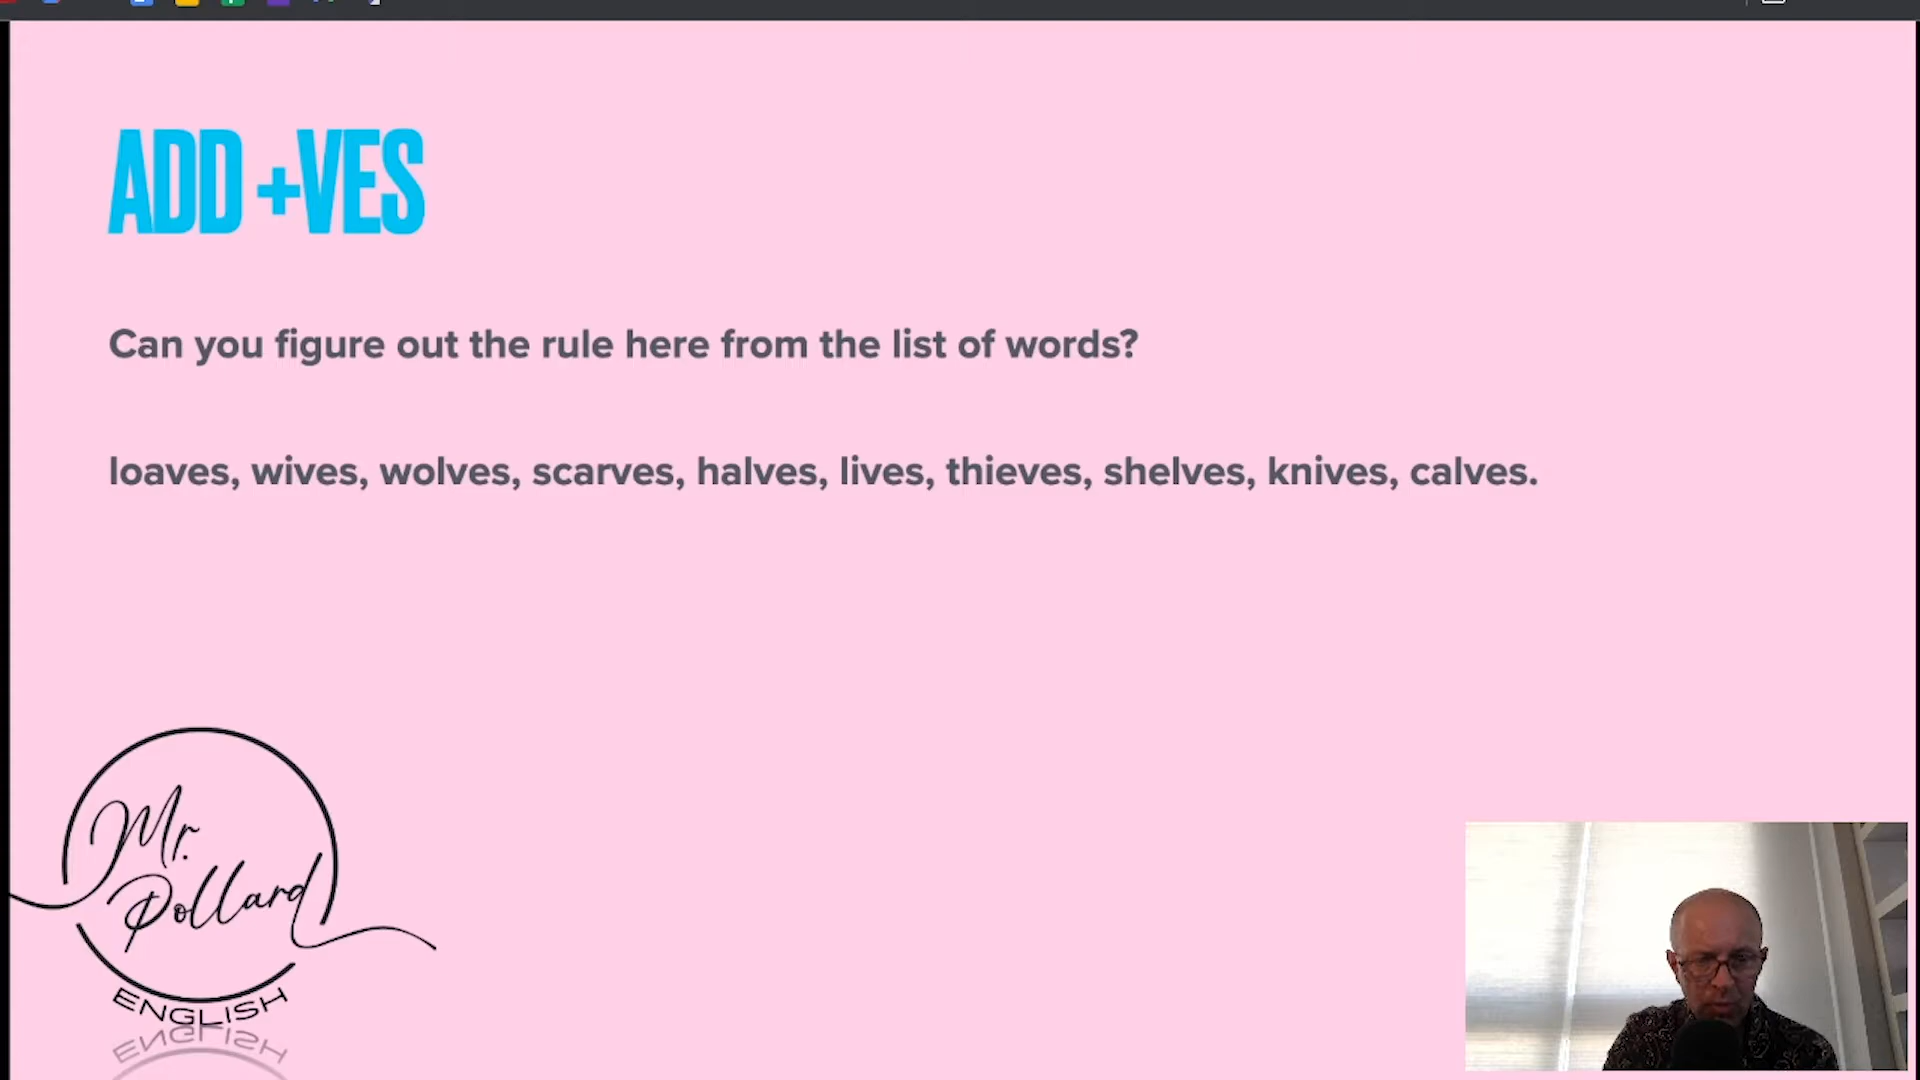 ADD +VES
Can you figure out the rule here from the list of words?
loaves, wives, wolves, scarves, halves, lives, thieves, shelves, knives, calves.
Mr.
Pollard
ENGLISH